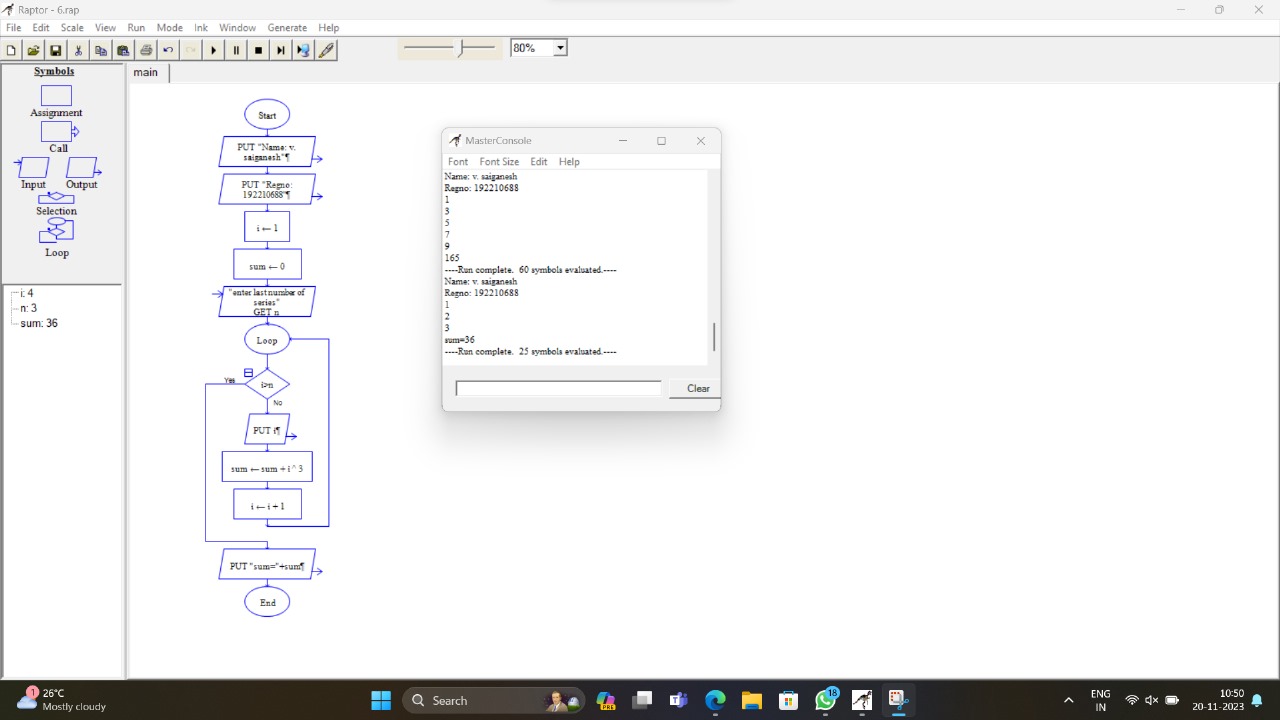 Raptor - 6.rap
File Edit Scale View Run Mode Ink Window Generate Help
80%
Symbols
Assignment
Call
Input Output
Selection
Loop
i: 4
n: 3
sum: 36
main
Start
PUT "Name: v.
saiganesh"¶
PUT "Regno:
192210688"¶
i ← 1
sum ← 0
"enter last number of
series"
GET n
Loop
Yes
i>n
No
PUT i¶
sum ← sum + i ^ 3
i ← i + 1
PUT "sum="+sum¶
End
MasterConsole
Font Font Size Edit Help
Name: v. saiganesh
Regno: 192210688
1
3
5
7
9
165
----Run complete. 60 symbols evaluated.----
Name: v. saiganesh
Regno: 192210688
1
2
3
sum=36
----Run complete. 25 symbols evaluated.----
Clear
1
26°C
Mostly cloudy
Search
PRE
18
ENG
IN
10:50
20-11-2023